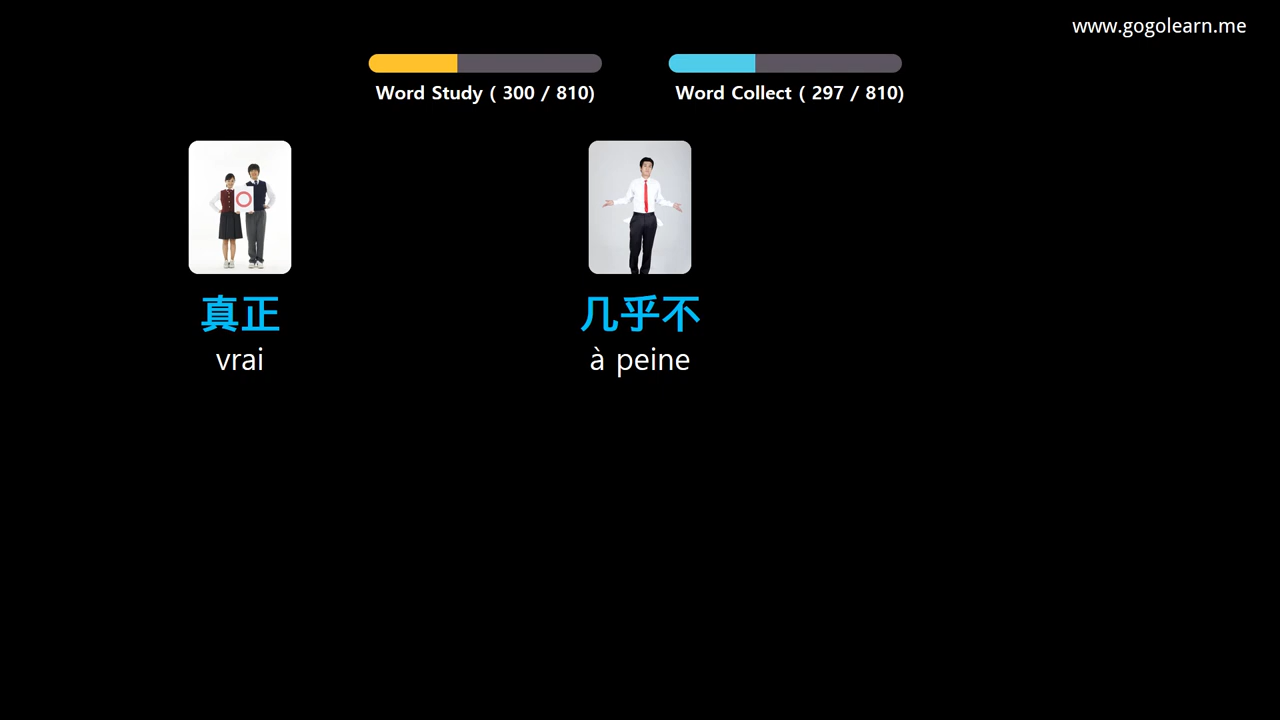 www.gogolearn.me
Word Study ( 300 / 810)
Word Collect ( 297 / 810)
真正
vrai
几乎不
à peine